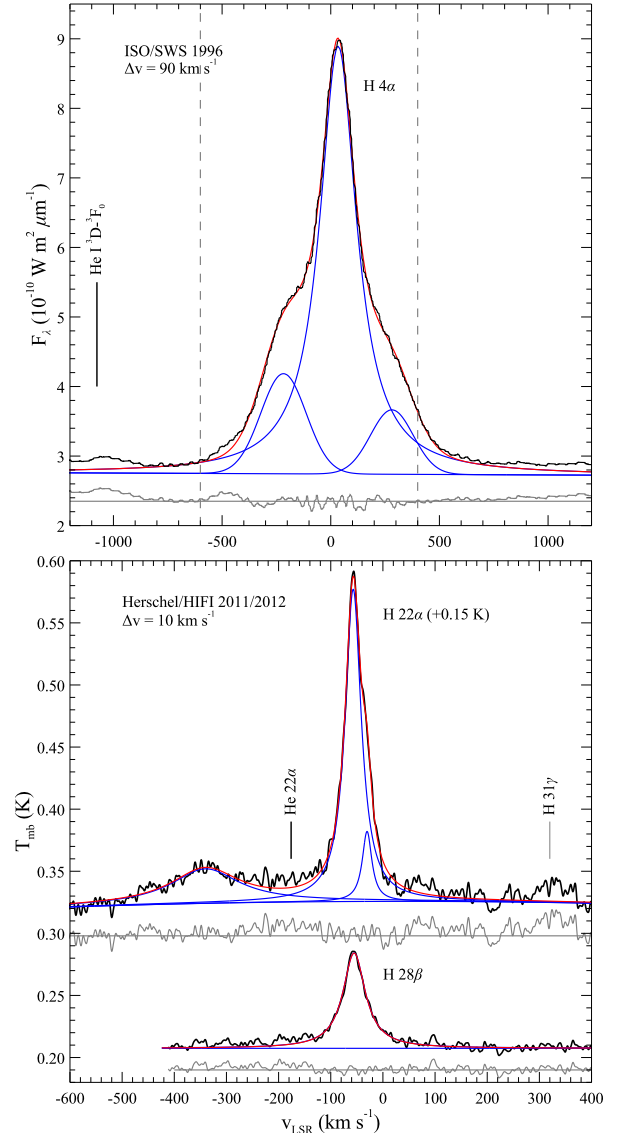 ISO/SWS 1996
Δv = 90 km s⁻¹
H 4α
He I ³D-³F₀
F_λ (10⁻¹⁰ W m² μm⁻¹)
9
8
7
6
5
4
3
2
-1000 -500 0 500 1000
Herschel/HIFI 2011/2012
Δv = 10 km s⁻¹
H 22α (+0.15 K)
He 22α
H 31γ
H 28β
T_mb (K)
0.60
0.55
0.50
0.45
0.40
0.35
0.30
0.25
0.20
-600 -500 -400 -300 -200 -100 0 100 200 300 400
v_LSR (km s⁻¹)